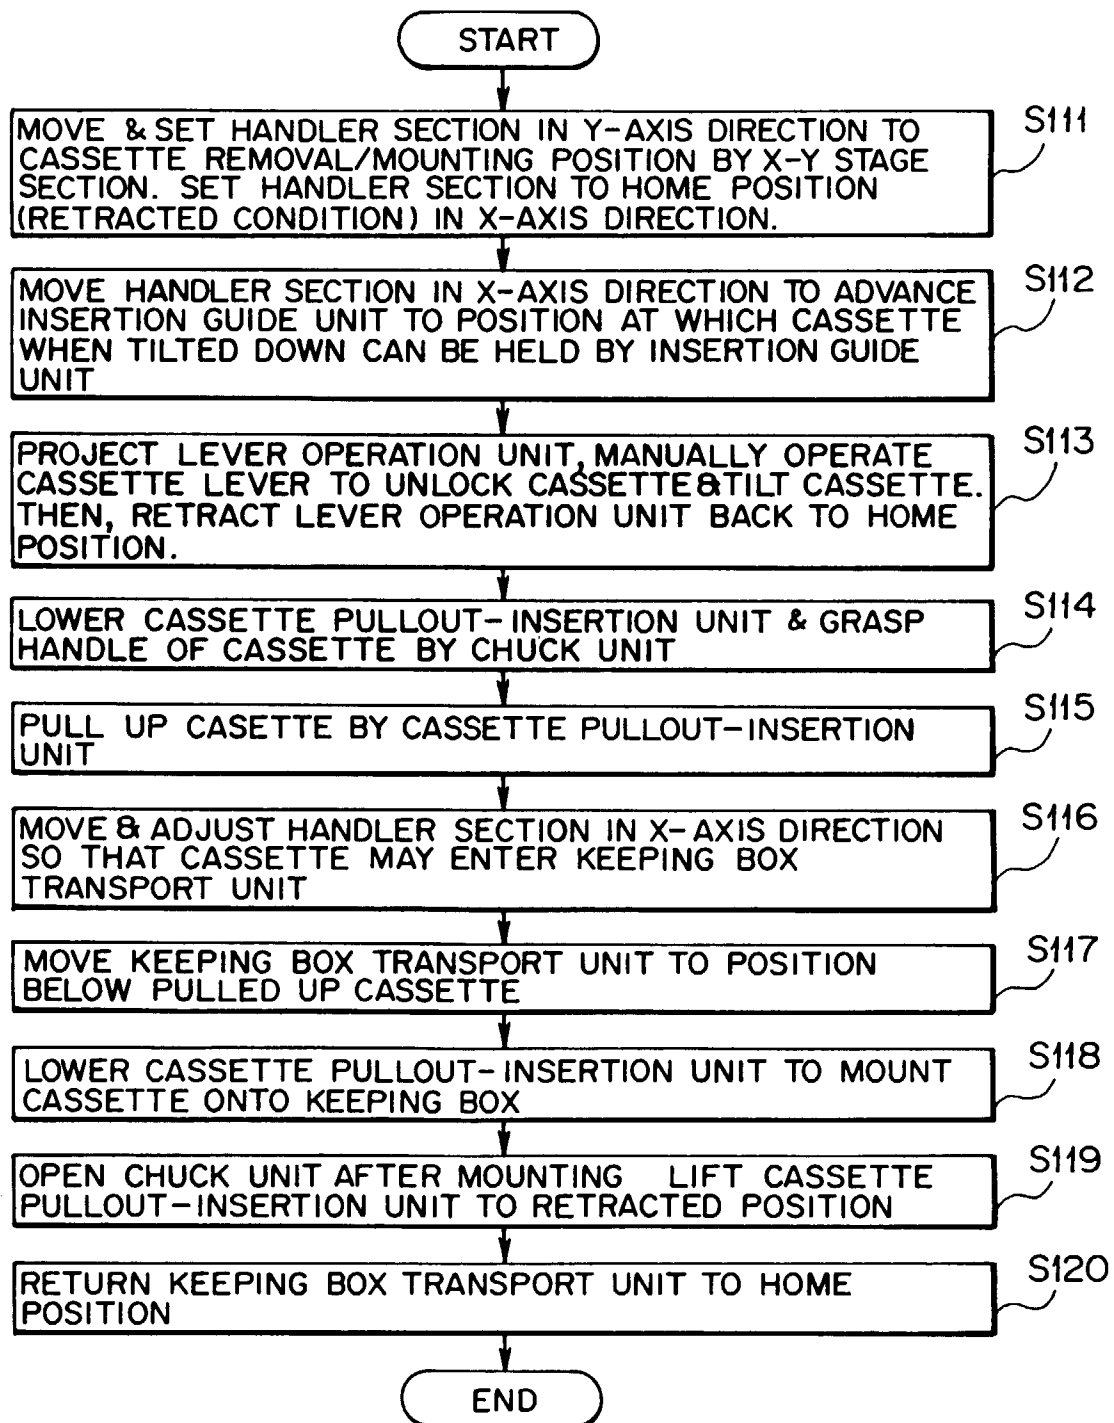 START
S111
MOVE & SET HANDLER SECTION IN Y-AXIS DIRECTION TO
CASSETTE REMOVAL/MOUNTING POSITION BY X-Y STAGE
SECTION. SET HANDLER SECTION TO HOME POSITION
(RETRACTED CONDITION) IN X-AXIS DIRECTION.
S112
MOVE HANDLER SECTION IN X-AXIS DIRECTION TO ADVANCE
INSERTION GUIDE UNIT TO POSITION AT WHICH CASSETTE
WHEN TILTED DOWN CAN BE HELD BY INSERTION GUIDE
UNIT
S113
PROJECT LEVER OPERATION UNIT, MANUALLY OPERATE
CASSETTE LEVER TO UNLOCK CASSETTE&TILT CASSETTE.
THEN, RETRACT LEVER OPERATION UNIT BACK TO HOME
POSITION.
S114
LOWER CASSETTE PULLOUT-INSERTION UNIT & GRASP
HANDLE OF CASSETTE BY CHUCK UNIT
S115
PULL UP CASETTE BY CASSETTE PULLOUT-INSERTION
UNIT
S116
MOVE & ADJUST HANDLER SECTION IN X-AXIS DIRECTION
SO THAT CASSETTE MAY ENTER KEEPING BOX
TRANSPORT UNIT
S117
MOVE KEEPING BOX TRANSPORT UNIT TO POSITION
BELOW PULLED UP CASSETTE
S118
LOWER CASSETTE PULLOUT-INSERTION UNIT TO MOUNT
CASSETTE ONTO KEEPING BOX
S119
OPEN CHUCK UNIT AFTER MOUNTING LIFT CASSETTE
PULLOUT-INSERTION UNIT TO RETRACTED POSITION
S120
RETURN KEEPING BOX TRANSPORT UNIT TO HOME
POSITION
END